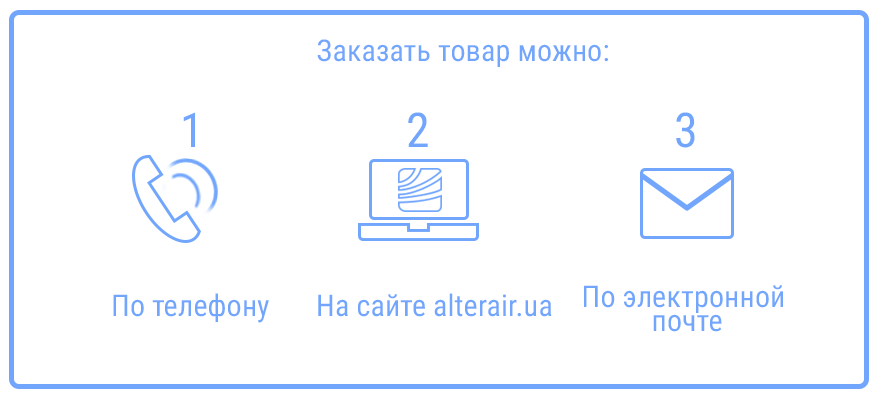 Заказать товар можно:
1
2
3
По телефону
На сайте alterair.ua
По электронной
почте